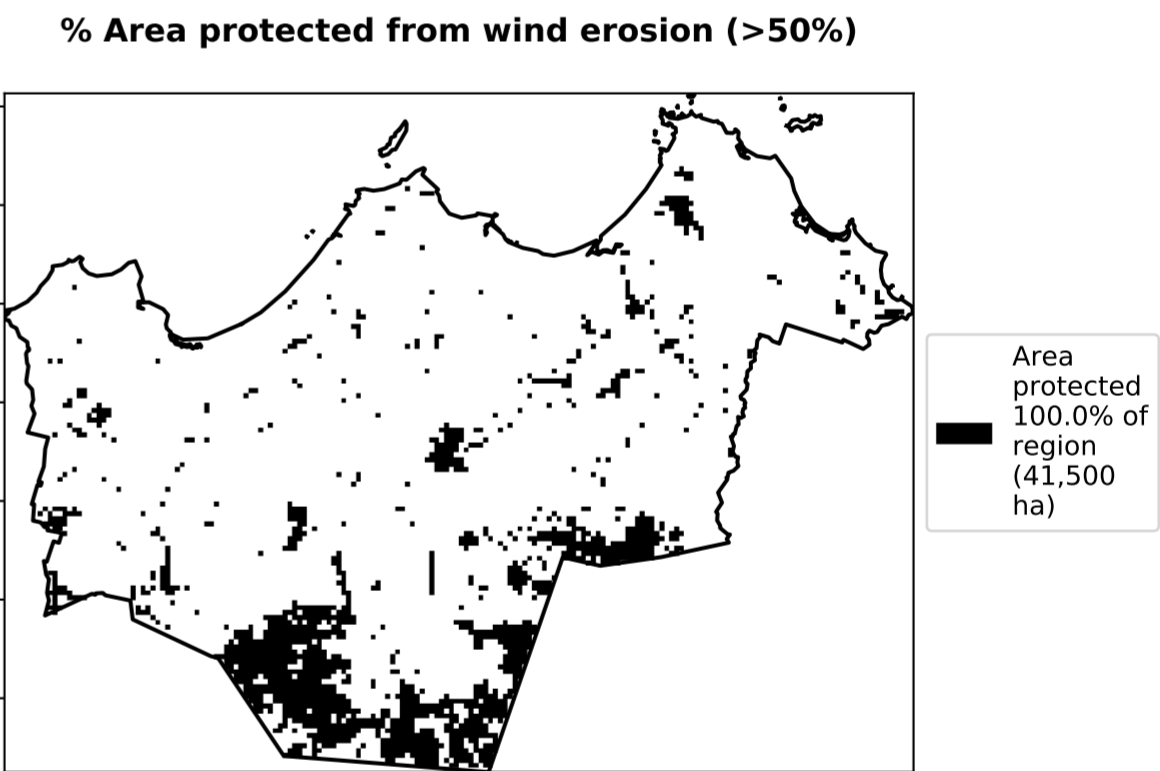 % Area protected from wind erosion (>50%)
Area
protected
100.0% of
region
(41,500
ha)